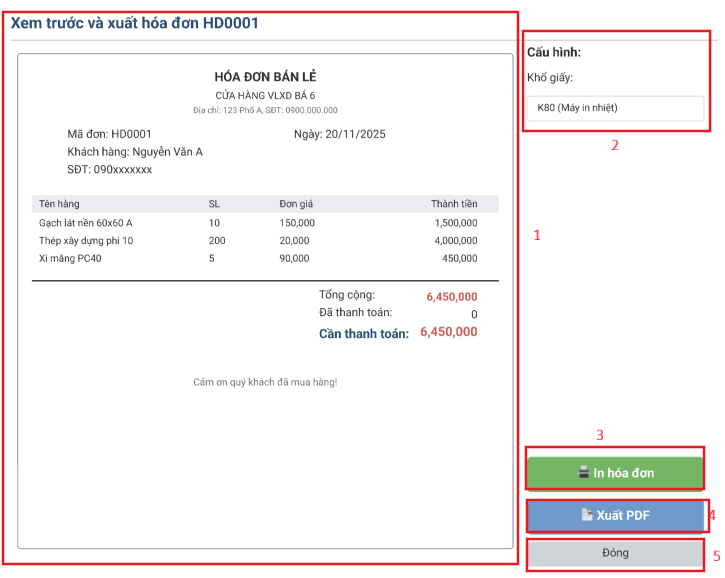 Xem trước và xuất hóa đơn HD0001
HÓA ĐƠN BÁN LẺ
CỬA HÀNG VLXD BÁ 6
Địa chỉ: 123 Phố A, SĐT: 0900.000.000
Mã đơn: HD0001 Ngày: 20/11/2025
Khách hàng: Nguyễn Văn A
SĐT: 090xxxxxxx
Tên hàng SL Đơn giá Thành tiền
Gạch lát nền 60x60 A 10 150,000 1,500,000
Thép xây dựng phi 10 200 20,000 4,000,000
Xi măng PC40 5 90,000 450,000
Tổng cộng: 6,450,000
Đã thanh toán: 0
Cần thanh toán: 6,450,000
Cảm ơn quý khách đã mua hàng!
1
Cấu hình:
Khổ giấy:
K80 (Máy in nhiệt)
2
3
In hóa đơn
Xuất PDF
4
Đóng
5